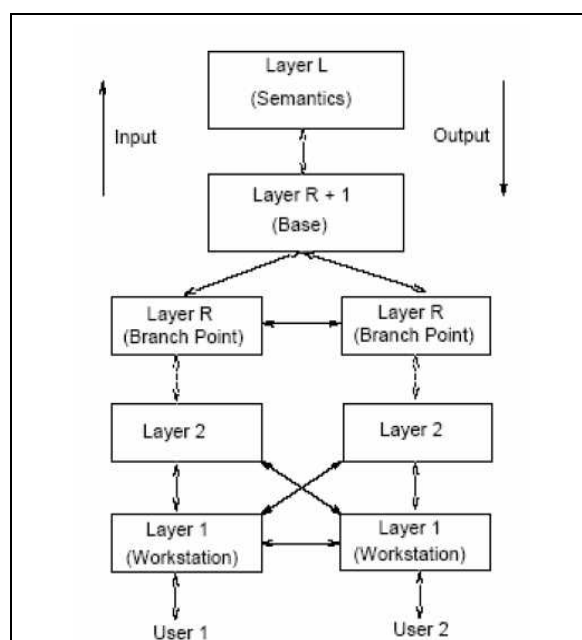 Layer L
(Semantics)
Input
Output
Layer R + 1
(Base)
Layer R
(Branch Point)
Layer R
(Branch Point)
Layer 2
Layer 2
Layer 1
(Workstation)
Layer 1
(Workstation)
User 1
User 2